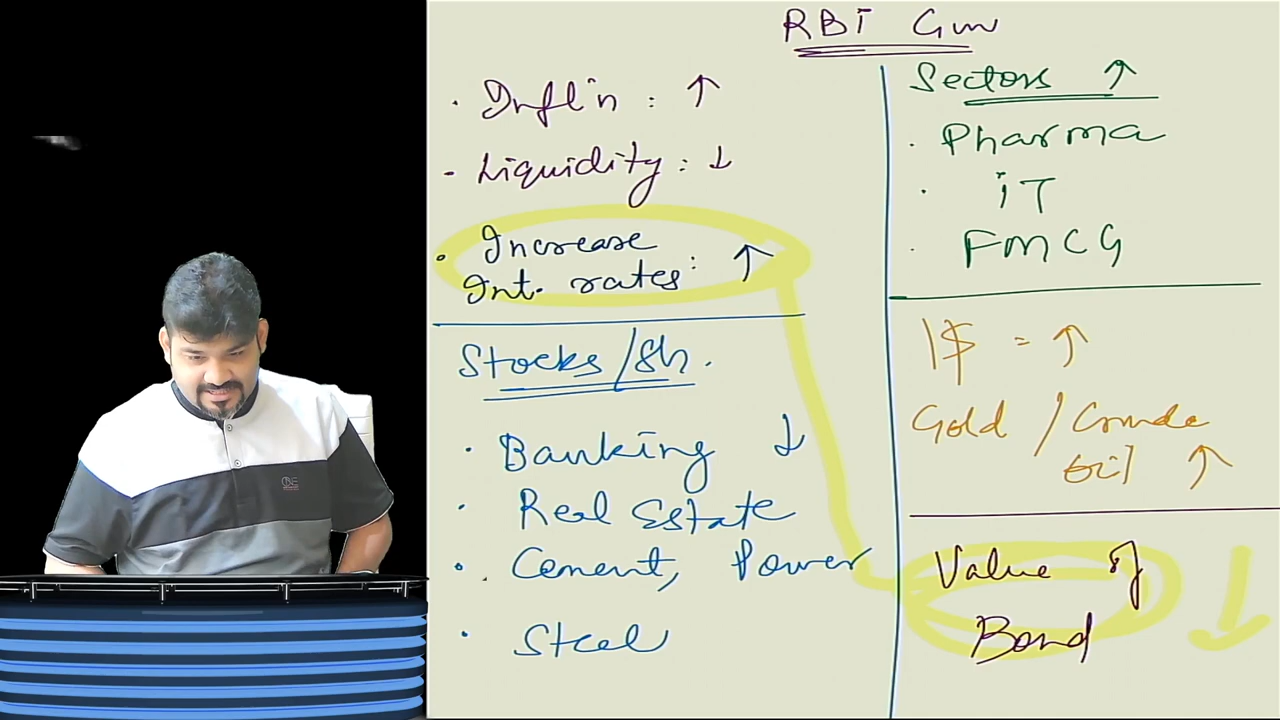 RBI Gov
· Infl'n : ↑
- Liquidity : ↓
· Increase
Int. rates : ↑
Stocks/Sh.
· Banking ↓
· Real Estate
· Cement, Power
· Steel
Sectors ↑
· Pharma
· iT
· FMCG
1$ = ↑
Gold / Crude
Oil ↑
Value of
Bond ↓